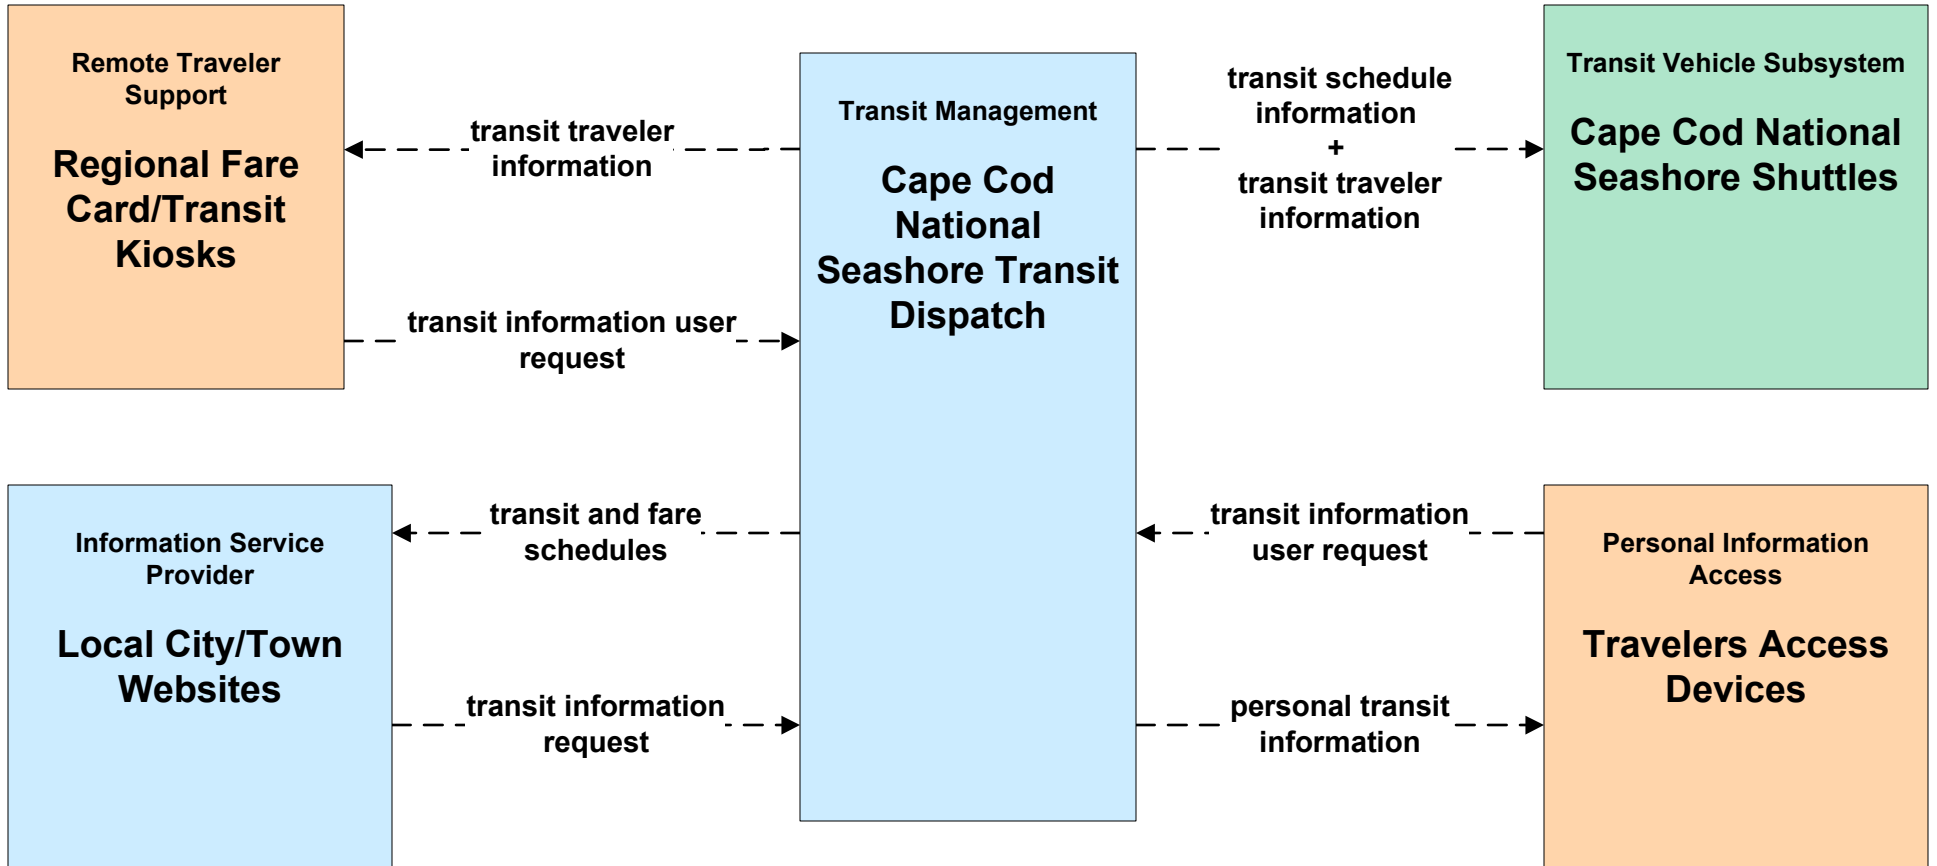 Remote Traveler
Support
Regional Fare
Card/Transit
Kiosks
transit traveler
information
transit information user
request
Transit Management
Cape Cod
National
Seashore Transit
Dispatch
transit schedule
information
+
transit traveler
information
Transit Vehicle Subsystem
Cape Cod National
Seashore Shuttles
Information Service
Provider
Local City/Town
Websites
transit and fare
schedules
transit information
request
transit information
user request
personal transit
information
Personal Information
Access
Travelers Access
Devices